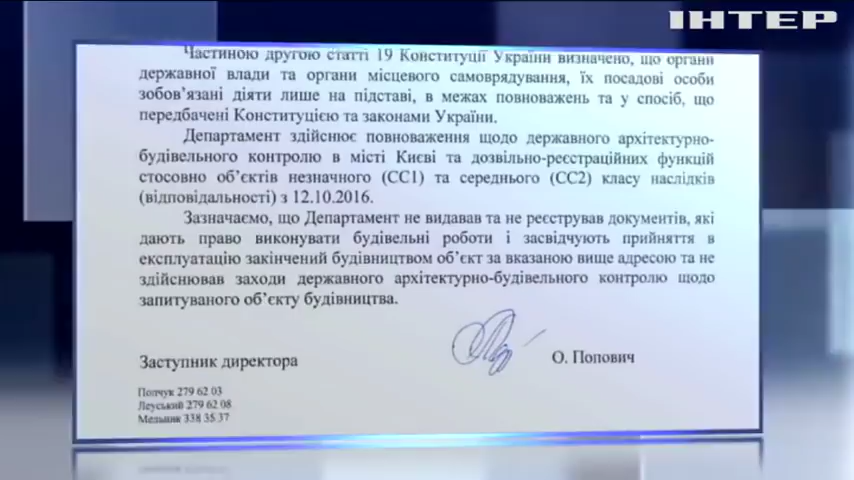 ІНТЕР
Частиною другою статті 19 Конституції України визначено, що органи
державної влади та органи місцевого самоврядування, їх посадові особи
зобов'язані діяти лише на підставі, в межах повноважень та у спосіб, що
передбачені Конституцією та законами України.
Департамент здійснює повноваження щодо державного архітектурно-
будівельного контролю в місті Києві та дозвільно-реєстраційних функцій
стосовно об'єктів незначного (СС1) та середнього (СС2) класу наслідків
(відповідальності) з 12.10.2016.
Зазначаємо, що Департамент не видавав та не реєстрував документів, які
дають право виконувати будівельні роботи і засвідчують прийняття в
експлуатацію закінчений будівництвом об'єкт за вказаною вище адресою та не
здійснював заходи державного архітектурно-будівельного контролю щодо
запитуваного об'єкту будівництва.
Заступник директора О. Попович
Полчук 279 62 03
Леуський 279 62 08
Мельник 338 35 37